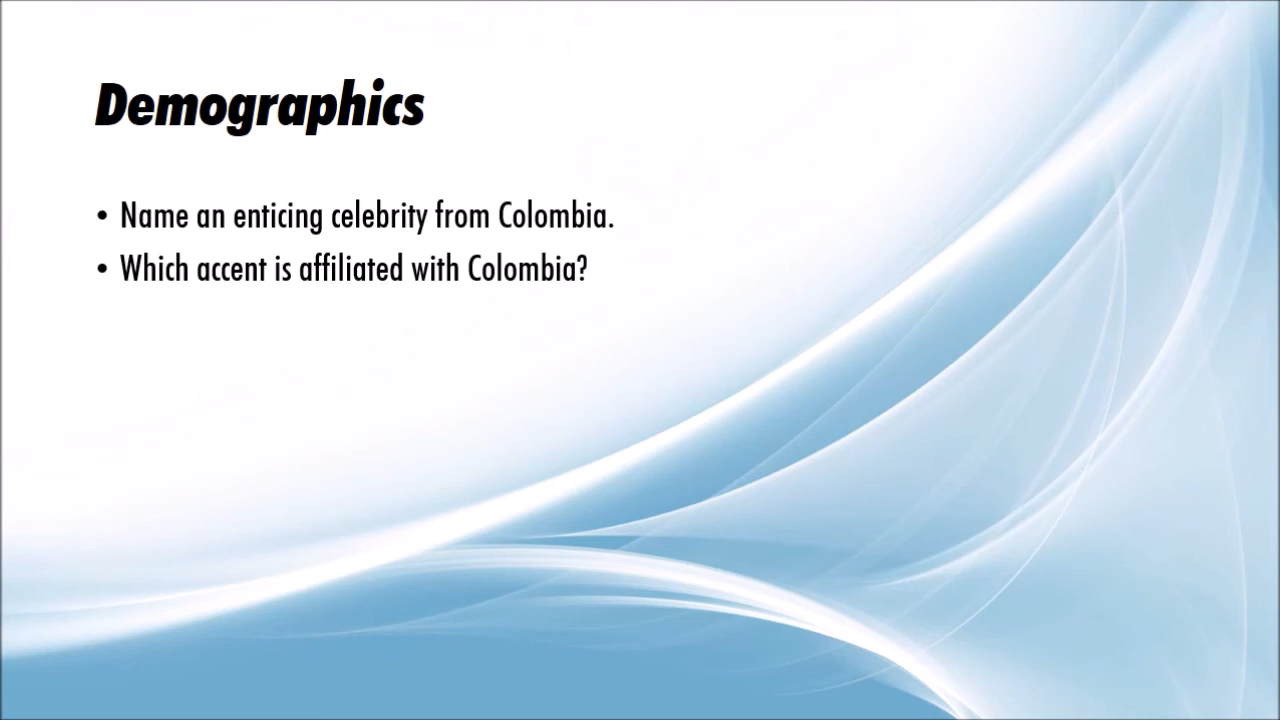 Demographics
• Name an enticing celebrity from Colombia.
• Which accent is affiliated with Colombia?